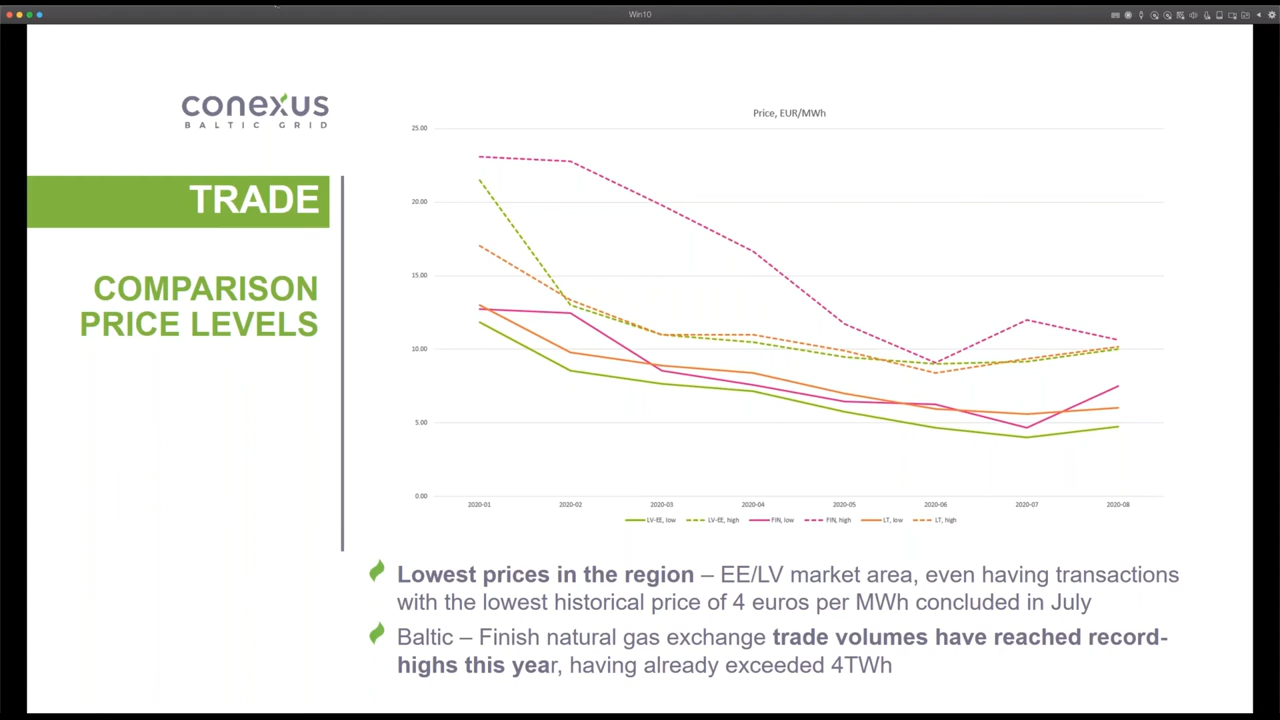 Win10
conexus
BALTIC GRID
TRADE
COMPARISON
PRICE LEVELS
Price, EUR/MWh
25.00
20.00
15.00
10.00
5.00
0.00
2020-01 2020-02 2020-03 2020-04 2020-05 2020-06 2020-07 2020-08
LV-EE, low LV-EE, high FIN, low FIN, high LT, low LT, high
Lowest prices in the region – EE/LV market area, even having transactions
with the lowest historical price of 4 euros per MWh concluded in July
Baltic – Finish natural gas exchange trade volumes have reached record-
highs this year, having already exceeded 4TWh